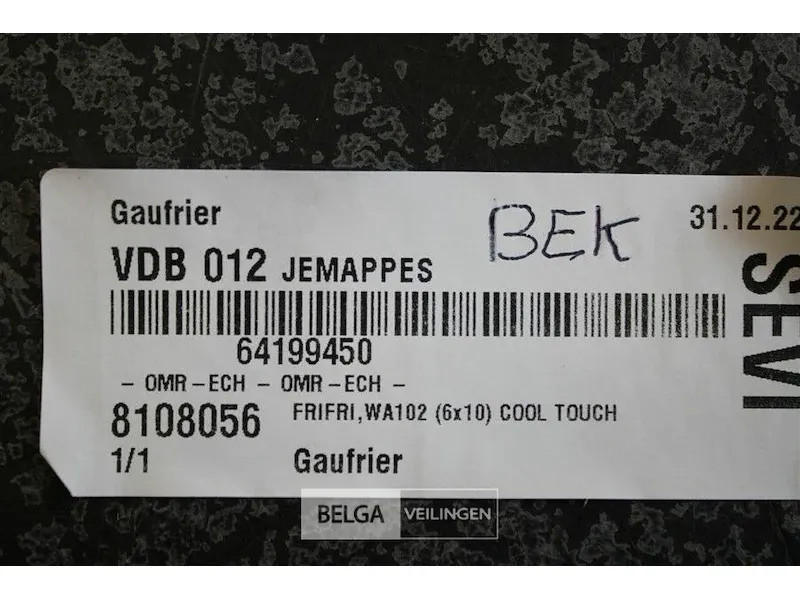 Gaufrier
BEK
31.12.22
VDB 012 JEMAPPES
64199450
- OMR-ECH - OMR-ECH -
8108056 FRIFRI,WA102 (6x10) COOL TOUCH
1/1 Gaufrier
SEVI
BELGA VEILINGEN